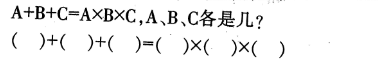 A+B+C=A×B×C,A、B、C各是几?
(　)+(　)+(　)=(　)×(　)×(　)